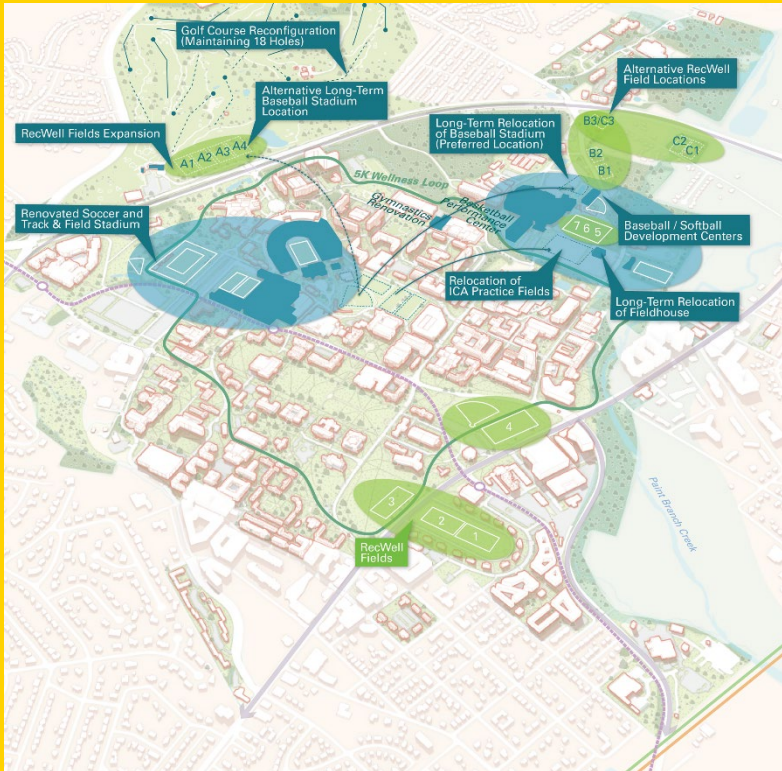 Golf Course Reconfiguration
(Maintaining 18 Holes)
Alternative Long-Term
Baseball Stadium
Location
RecWell Fields Expansion
A1 A2 A3 A4
Renovated Soccer and
Track & Field Stadium
5K Wellness Loop
Gymnastics
Renovation
Basketball
Performance
Center
Long-Term Relocation
of Baseball Stadium
(Preferred Location)
Alternative RecWell
Field Locations
B3/C3
B2
B1
C2
C1
7 6 5
Baseball / Softball
Development Centers
Relocation of
ICA Practice Fields
Long-Term Relocation
of Fieldhouse
4
3
2
1
RecWell
Fields
Paint Branch Creek